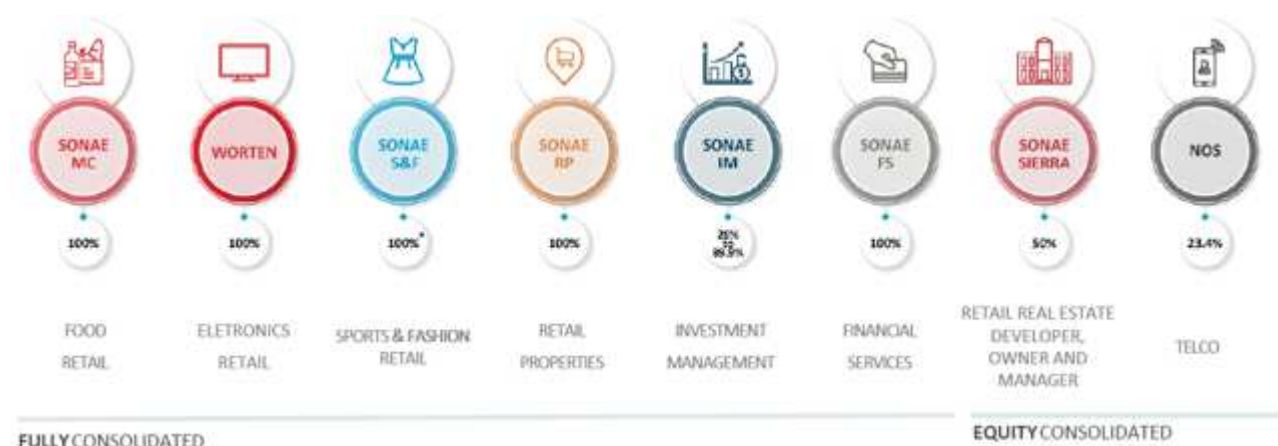 SONAE
MC
WORTEN
SONAE
S&F
SONAE
RP
SONAE
IM
SONAE
FS
SONAE
SIERRA
NOS
100%
100%
100%*
100%
100%
50%
23.4%
FOOD
RETAIL
ELETRONICS
RETAIL
SPORTS & FASHION
RETAIL
RETAIL
PROPERTIES
INVESTMENT
MANAGEMENT
FINANCIAL
SERVICES
RETAIL REAL ESTATE
DEVELOPER,
OWNER AND
MANAGER
TELCO
FULLY CONSOLIDATED
EQUITY CONSOLIDATED